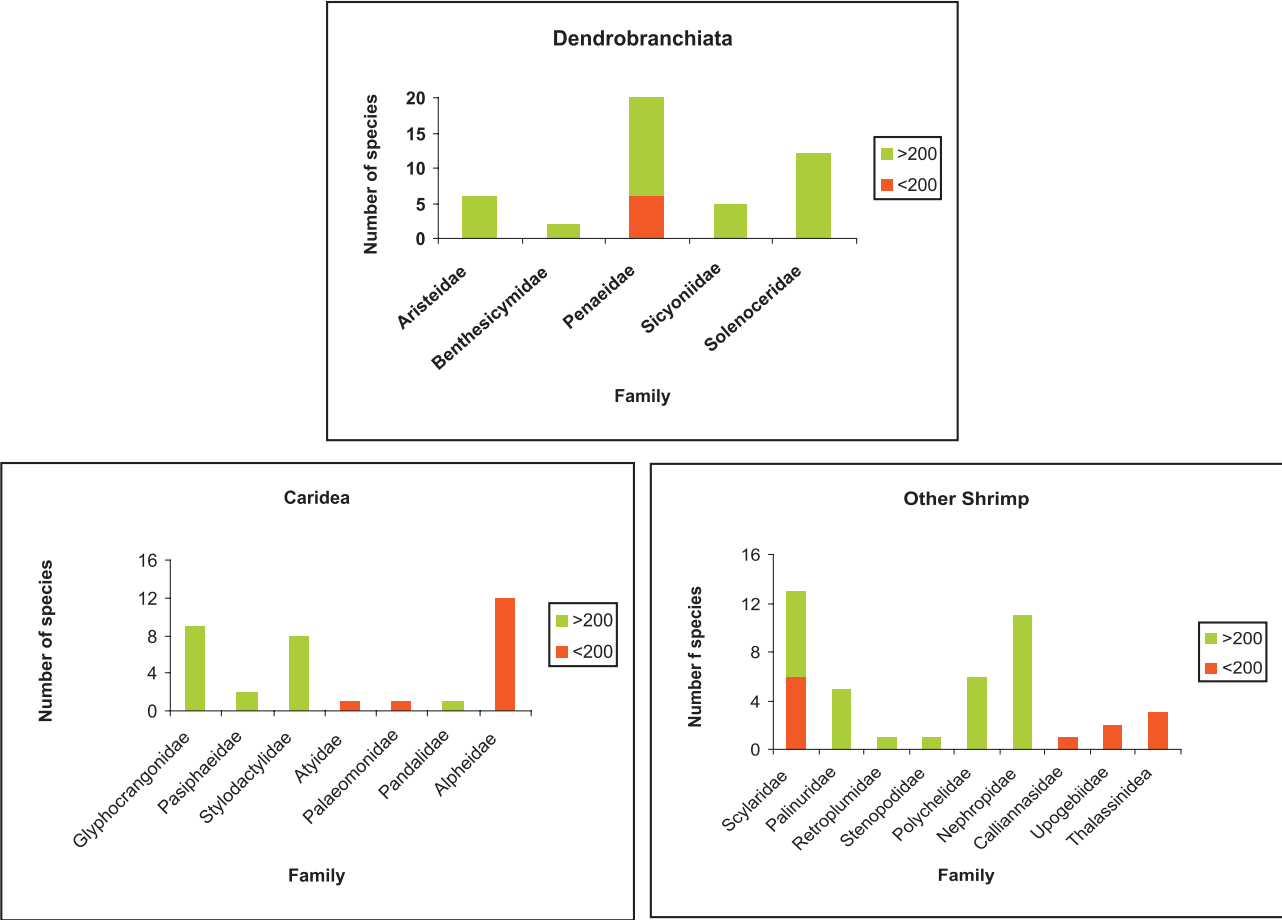 Dendrobranchiata
Number of species
20
15
10
5
0
>200
<200
Aristeidae
Benthesicymidae
Penaeidae
Sicyoniidae
Solenoceridae
Family
Caridea
Number of species
16
12
8
4
0
>200
<200
Glyphocrangonidae
Pasiphaeidae
Stylodactylidae
Atyidae
Palaeomonidae
Pandalidae
Alpheidae
Family
Other Shrimp
Number f species
16
12
8
4
0
>200
<200
Scylaridae
Palinuridae
Retroplumidae
Stenopodidae
Polychelidae
Nephropidae
Calliannasidae
Upogebiidae
Thalassinidea
Family